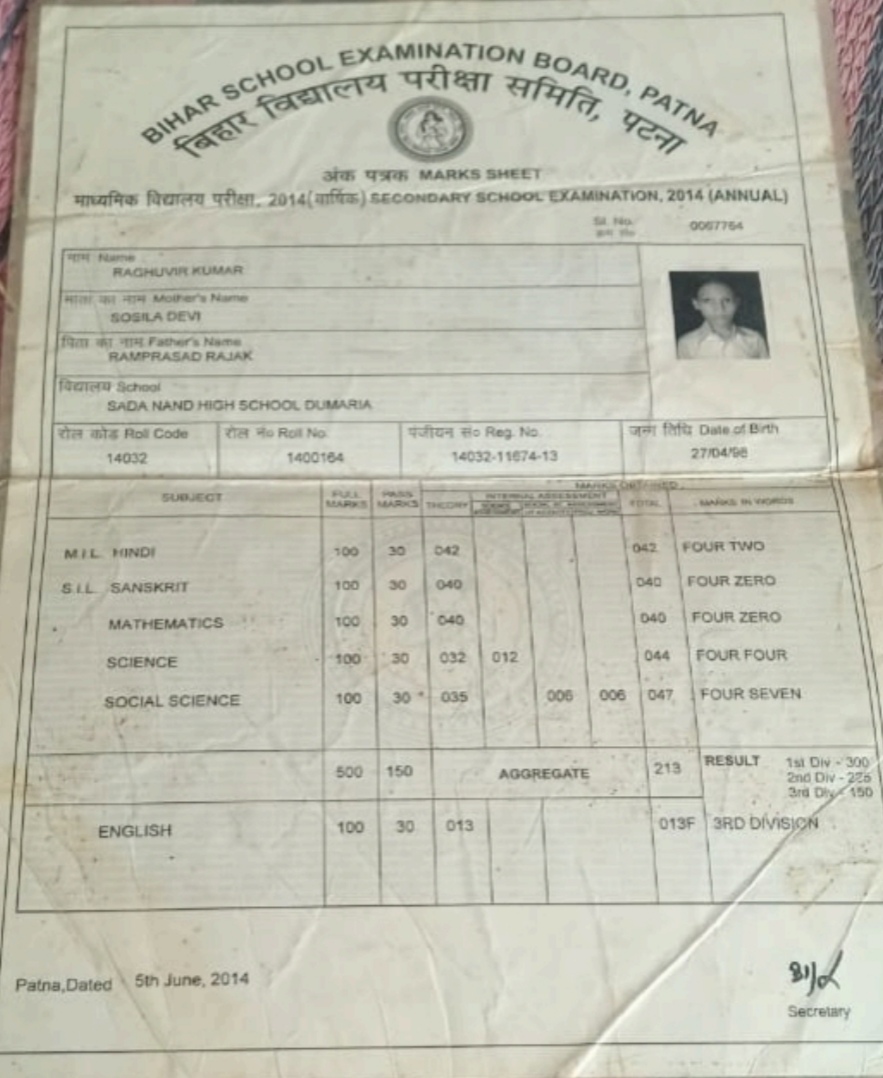 BIHAR SCHOOL EXAMINATION BOARD, PATNA
बिहार विद्यालय परीक्षा समिति, पटना
अंक पत्रक MARKS SHEET
माध्यमिक विद्यालय परीक्षा, 2014(वार्षिक) SECONDARY SCHOOL EXAMINATION, 2014 (ANNUAL)
Sl. No. 0067764
क्रम सं०
नाम Name
RAGHUVIR KUMAR
माता का नाम Mother's Name
SOSILA DEVI
पिता का नाम Father's Name
RAMPRASAD RAJAK
विद्यालय School
SADA NAND HIGH SCHOOL DUMARIA
रोल कोड Roll Code रोल नं० Roll No. पंजीयन सं० Reg. No. जन्म तिथि Date of Birth
14032 1400164 14032-11674-13 27/04/98
MARKS OBTAINED
SUBJECT FULL MARKS PASS MARKS THEORY INTERNAL ASSESSMENT TOTAL MARKS IN WORDS
M.I.L. HINDI 100 30 042 042 FOUR TWO
S.I.L. SANSKRIT 100 30 040 040 FOUR ZERO
MATHEMATICS 100 30 040 040 FOUR ZERO
SCIENCE 100 30 032 012 044 FOUR FOUR
SOCIAL SCIENCE 100 30 035 006 006 047 FOUR SEVEN
500 150 AGGREGATE 213 RESULT 1st Div - 300
2nd Div - 225
3rd Div - 150
ENGLISH 100 30 013 013F 3RD DIVISION
Patna,Dated 5th June, 2014
Secretary